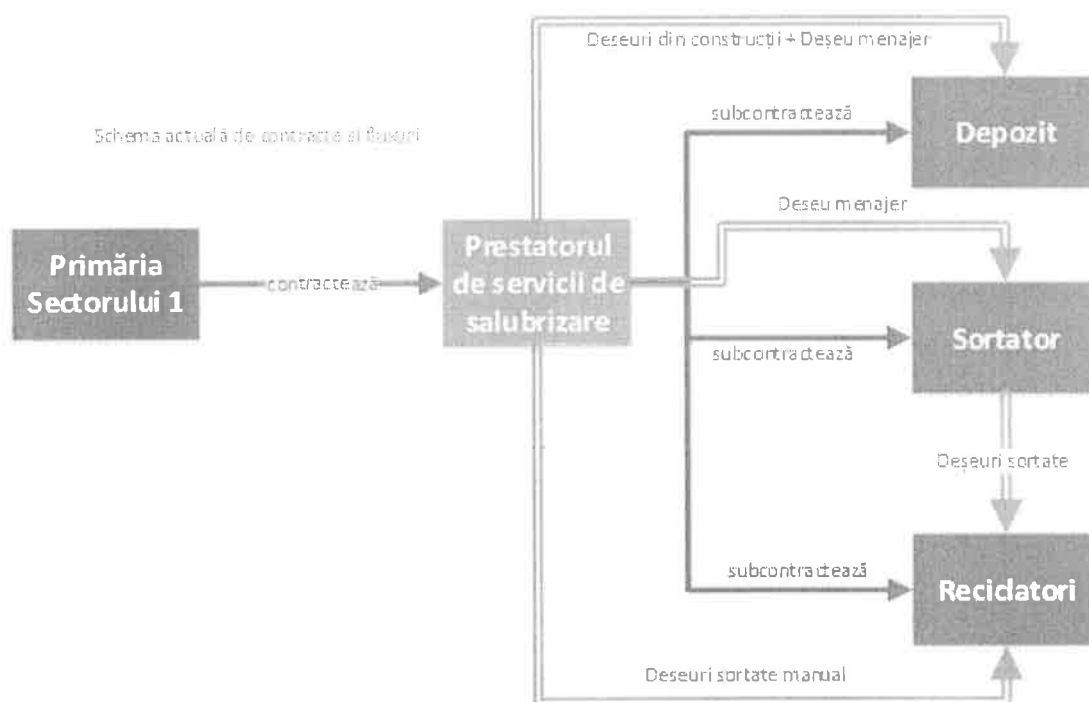 Deseuri din construcții + Deșeu menajer
subcontractează
Depozit
Schema actuală de contracte si fluxuri
Deseu menajer
Primăria
Sectorului 1
contractează
Prestatorul
de servicii de
salubrizare
subcontractează
Sortator
Deșeuri sortate
subcontractează
Reciclatori
Deseuri sortate manual